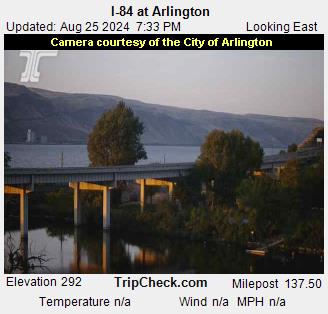 I-84 at Arlington
Updated: Aug 25 2024 7:33 PM Looking East
Camera courtesy of the City of Arlington
Elevation 292 TripCheck.com Milepost 137.50
Temperature n/a Wind n/a MPH n/a